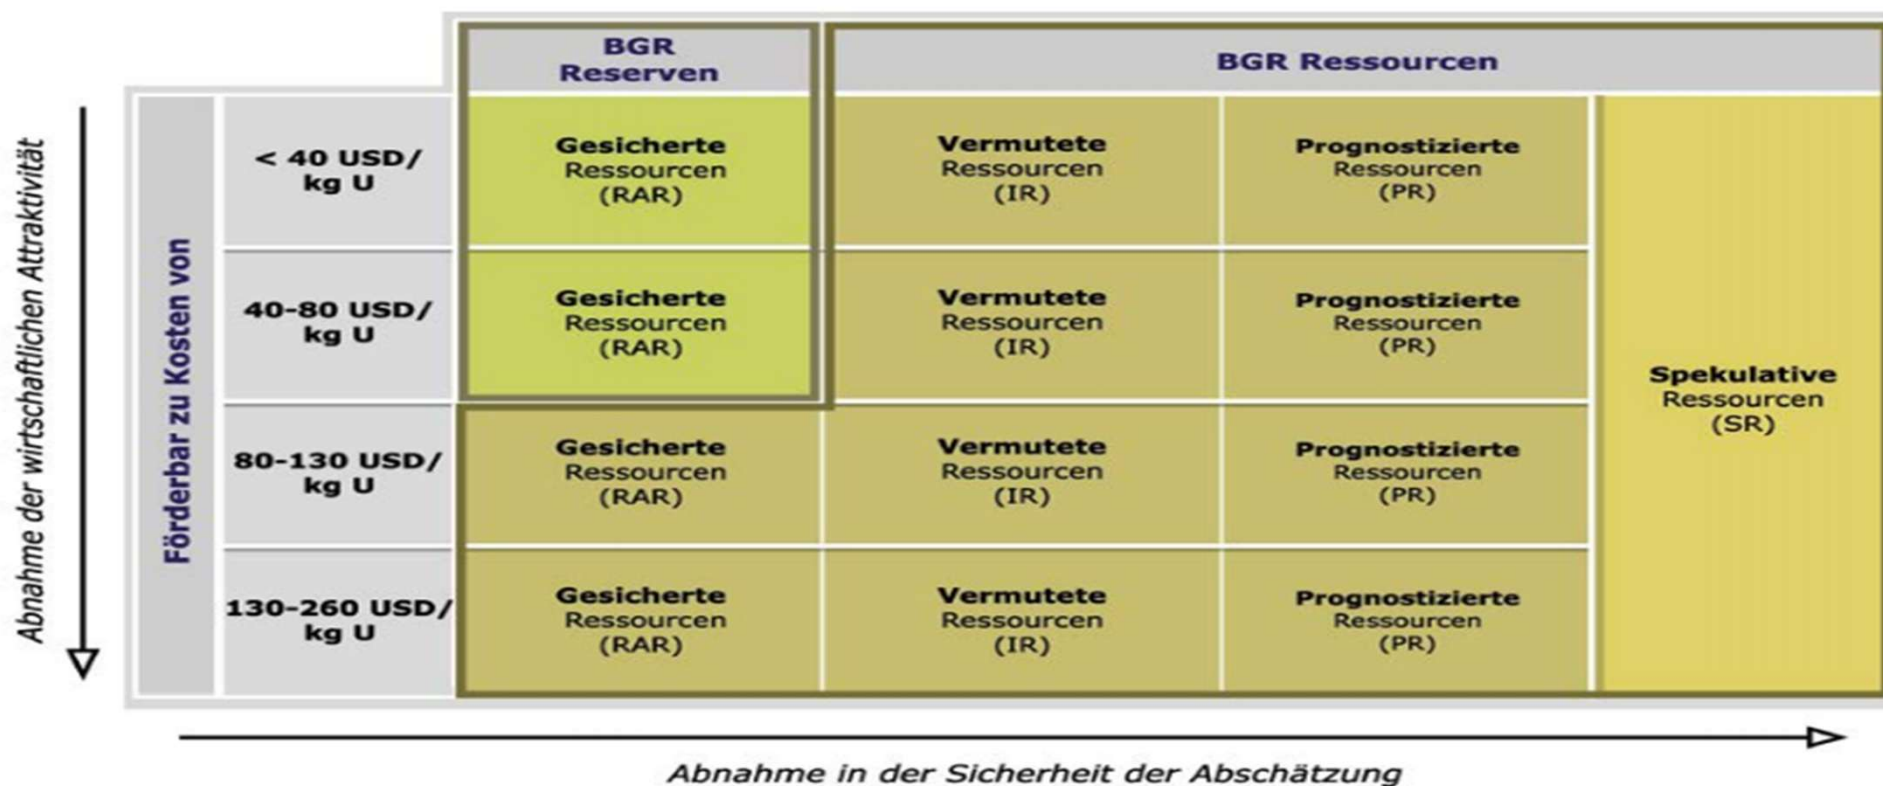 BGR
Reserven
BGR Ressourcen
Abnahme der wirtschaftlichen Attraktivität
Förderbar zu Kosten von
< 40 USD/
kg U
Gesicherte
Ressourcen
(RAR)
Vermutete
Ressourcen
(IR)
Prognostizierte
Ressourcen
(PR)
40-80 USD/
kg U
Gesicherte
Ressourcen
(RAR)
Vermutete
Ressourcen
(IR)
Prognostizierte
Ressourcen
(PR)
Spekulative
Ressourcen
(SR)
80-130 USD/
kg U
Gesicherte
Ressourcen
(RAR)
Vermutete
Ressourcen
(IR)
Prognostizierte
Ressourcen
(PR)
130-260 USD/
kg U
Gesicherte
Ressourcen
(RAR)
Vermutete
Ressourcen
(IR)
Prognostizierte
Ressourcen
(PR)
Abnahme in der Sicherheit der Abschätzung